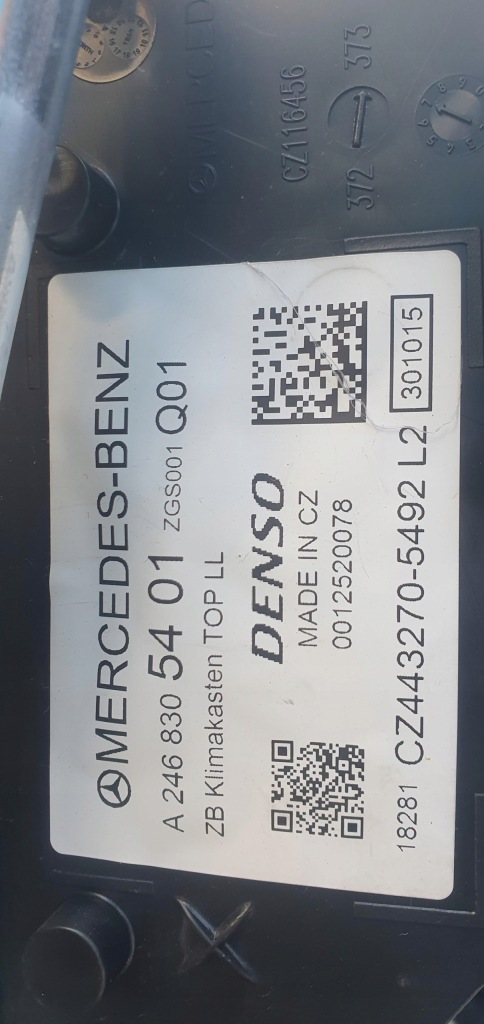 MERCEDES-BENZ
A 246 830 54 01 ZGS001 Q01
ZB Klimakasten TOP LL
DENSO
MADE IN CZ
0012520078
18281 CZ443270-5492 L2 301015
CZ116456
372 373